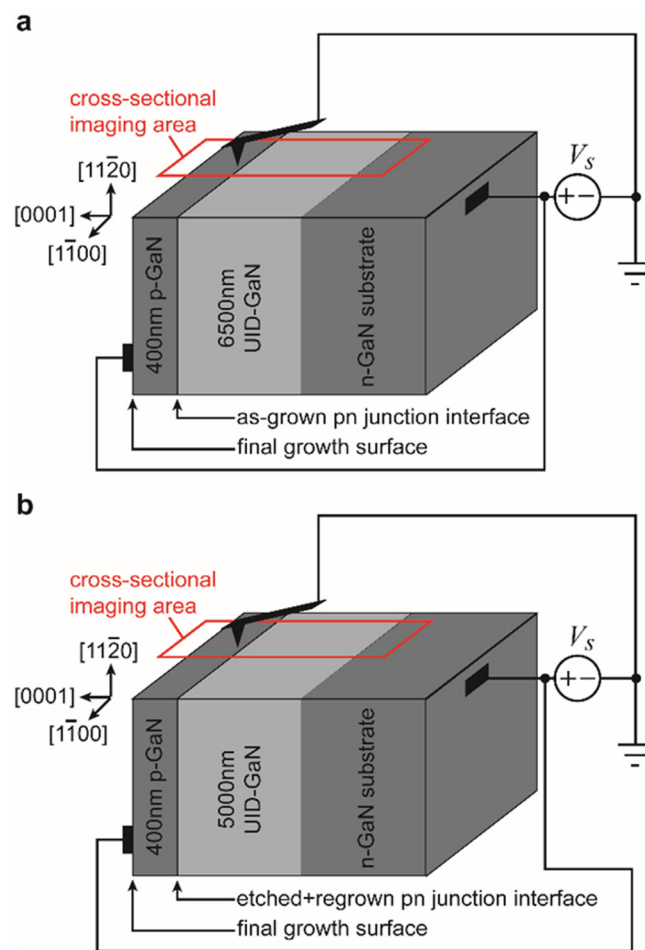 a
cross-sectional
imaging area
[112̄0]
[0001]
[11̄00]
Vs
+ −
400nm p-GaN
6500nm
UID-GaN
n-GaN substrate
as-grown pn junction interface
final growth surface
b
cross-sectional
imaging area
[112̄0]
[0001]
[11̄00]
Vs
+ −
400nm p-GaN
5000nm
UID-GaN
n-GaN substrate
etched+regrown pn junction interface
final growth surface